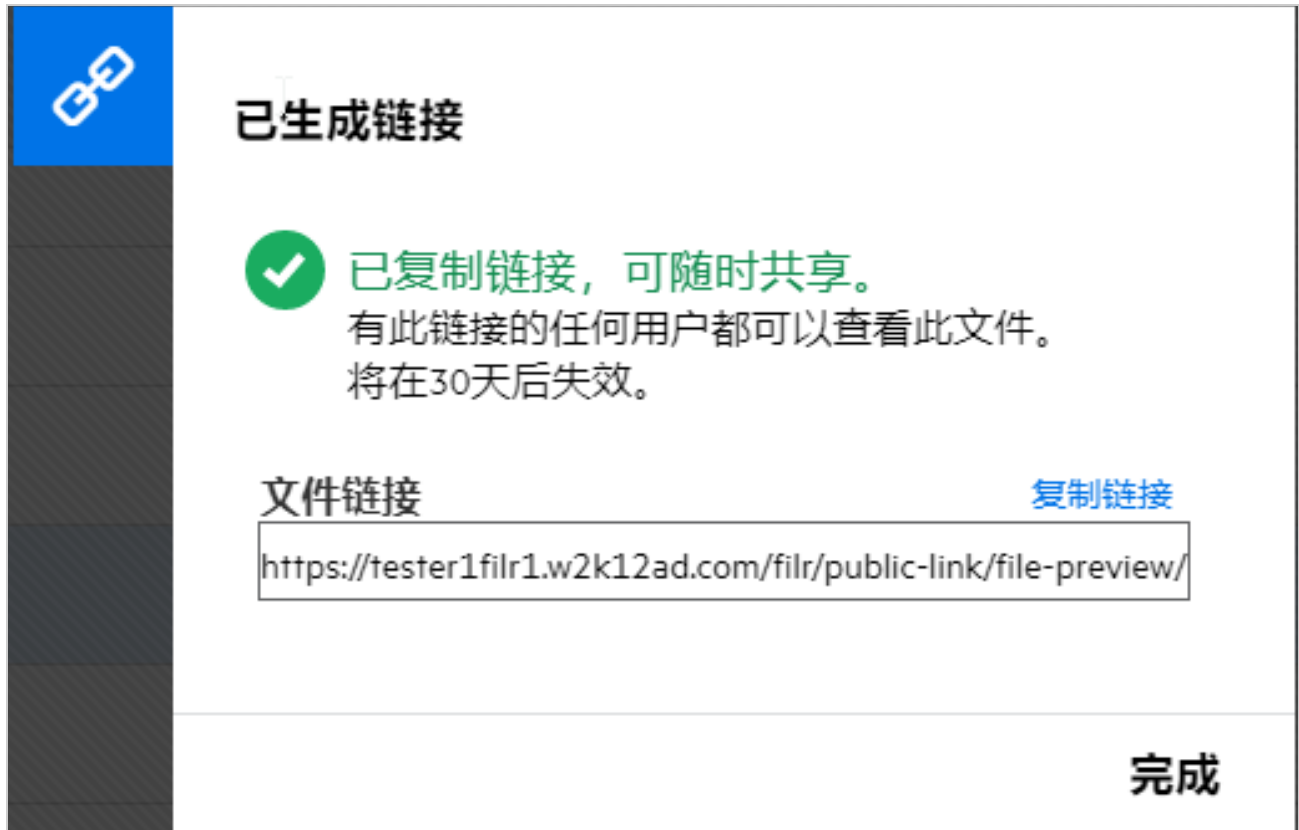 已生成链接
已复制链接，可随时共享。
有此链接的任何用户都可以查看此文件。
将在30天后失效。
文件链接 复制链接
https://tester1filr1.w2k12ad.com/filr/public-link/file-preview/
完成